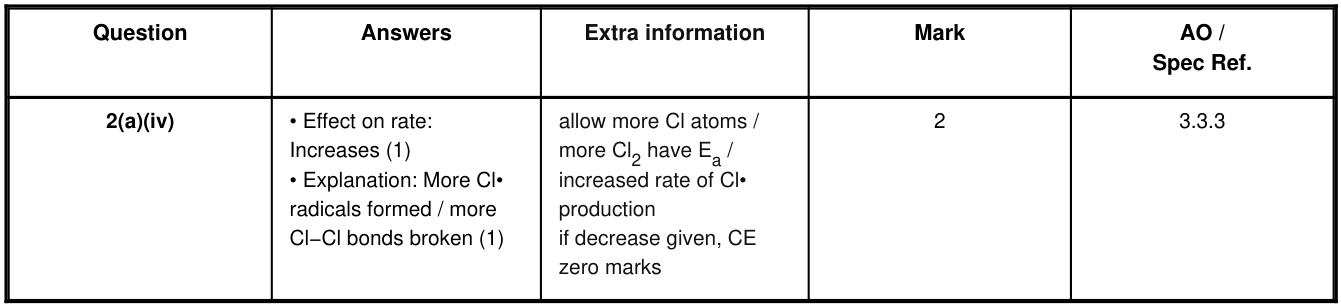 Question Answers Extra information Mark AO /
Spec Ref.
2(a)(iv)
• Effect on rate:
Increases (1)
• Explanation: More Cl•
radicals formed / more
Cl–Cl bonds broken (1)
allow more Cl atoms /
more Cl₂ have Eₐ /
increased rate of Cl•
production
if decrease given, CE
zero marks
2
3.3.3